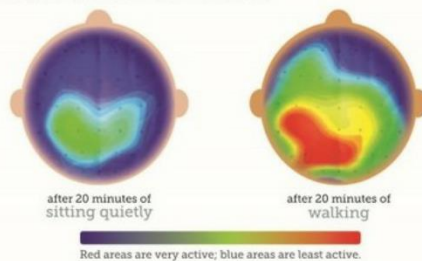 after 20 minutes of
sitting quietly
after 20 minutes of
walking
Red areas are very active; blue areas are least active.